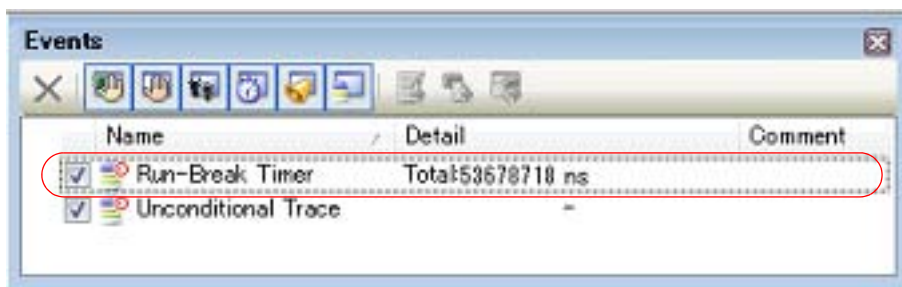 Events
Name Detail Comment
Run-Break Timer Total:53678718 ns
Unconditional Trace -